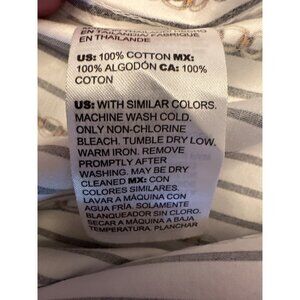 EN THAILANDE
US: 100% COTTON MX:
100% ALGODÓN CA: 100%
COTON
US: WITH SIMILAR COLORS.
MACHINE WASH COLD.
ONLY NON-CHLORINE
BLEACH. TUMBLE DRY LOW.
WARM IRON. REMOVE
PROMPTLY AFTER
WASHING. MAY BE DRY
CLEANED MX: CON
COLORES SIMILARES.
LAVAR A MÁQUINA CON
AGUA FRÍA. SOLAMENTE
BLANQUEADOR SIN CLORO.
SECAR A MÁQUINA A BAJA
TEMPERATURA. PLANCHAR